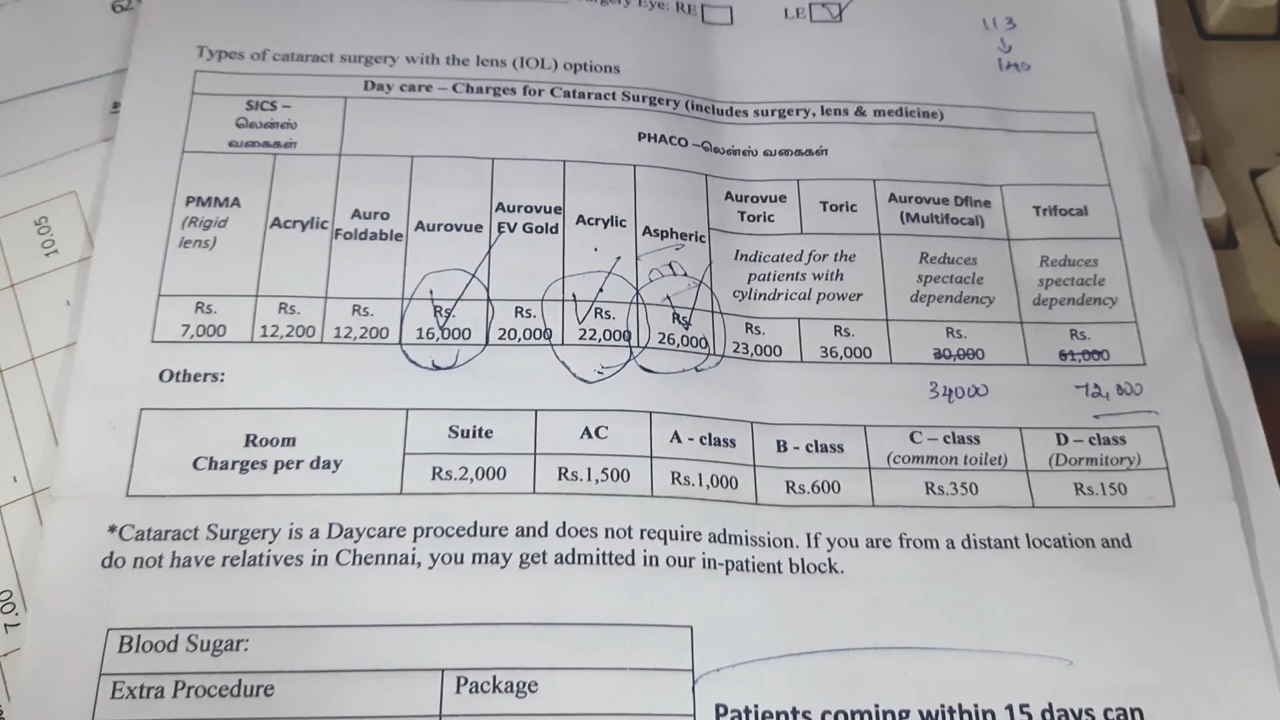 62
Eye: RE
LE
113
Types of cataract surgery with the lens (IOL) options
Day care – Charges for Cataract Surgery (includes surgery, lens & medicine)
SICS –
லென்ஸ்
வகைகள்
PHACO –லென்ஸ் வகைகள்
PMMA
(Rigid
lens)
Acrylic
Auro
Foldable
Aurovue
Aurovue
EV Gold
Acrylic
Aspheric
Aurovue
Toric
Toric
Aurovue Dfine
(Multifocal)
Trifocal
Indicated for the
patients with
cylindrical power
Reduces
spectacle
dependency
Reduces
spectacle
dependency
Rs.
7,000
Rs.
12,200
Rs.
12,200
Rs.
16,000
Rs.
20,000
Rs.
22,000
Rs.
26,000
Rs.
23,000
Rs.
36,000
Rs.
30,000
Rs.
61,000
34000
72,000
Others:
Room
Charges per day
Suite
AC
A - class
B - class
C – class
(common toilet)
D – class
(Dormitory)
Rs.2,000
Rs.1,500
Rs.1,000
Rs.600
Rs.350
Rs.150
*Cataract Surgery is a Daycare procedure and does not require admission. If you are from a distant location and
do not have relatives in Chennai, you may get admitted in our in-patient block.
Blood Sugar:
Extra Procedure
Package
Patients coming within 15 days can
10.05
7.00